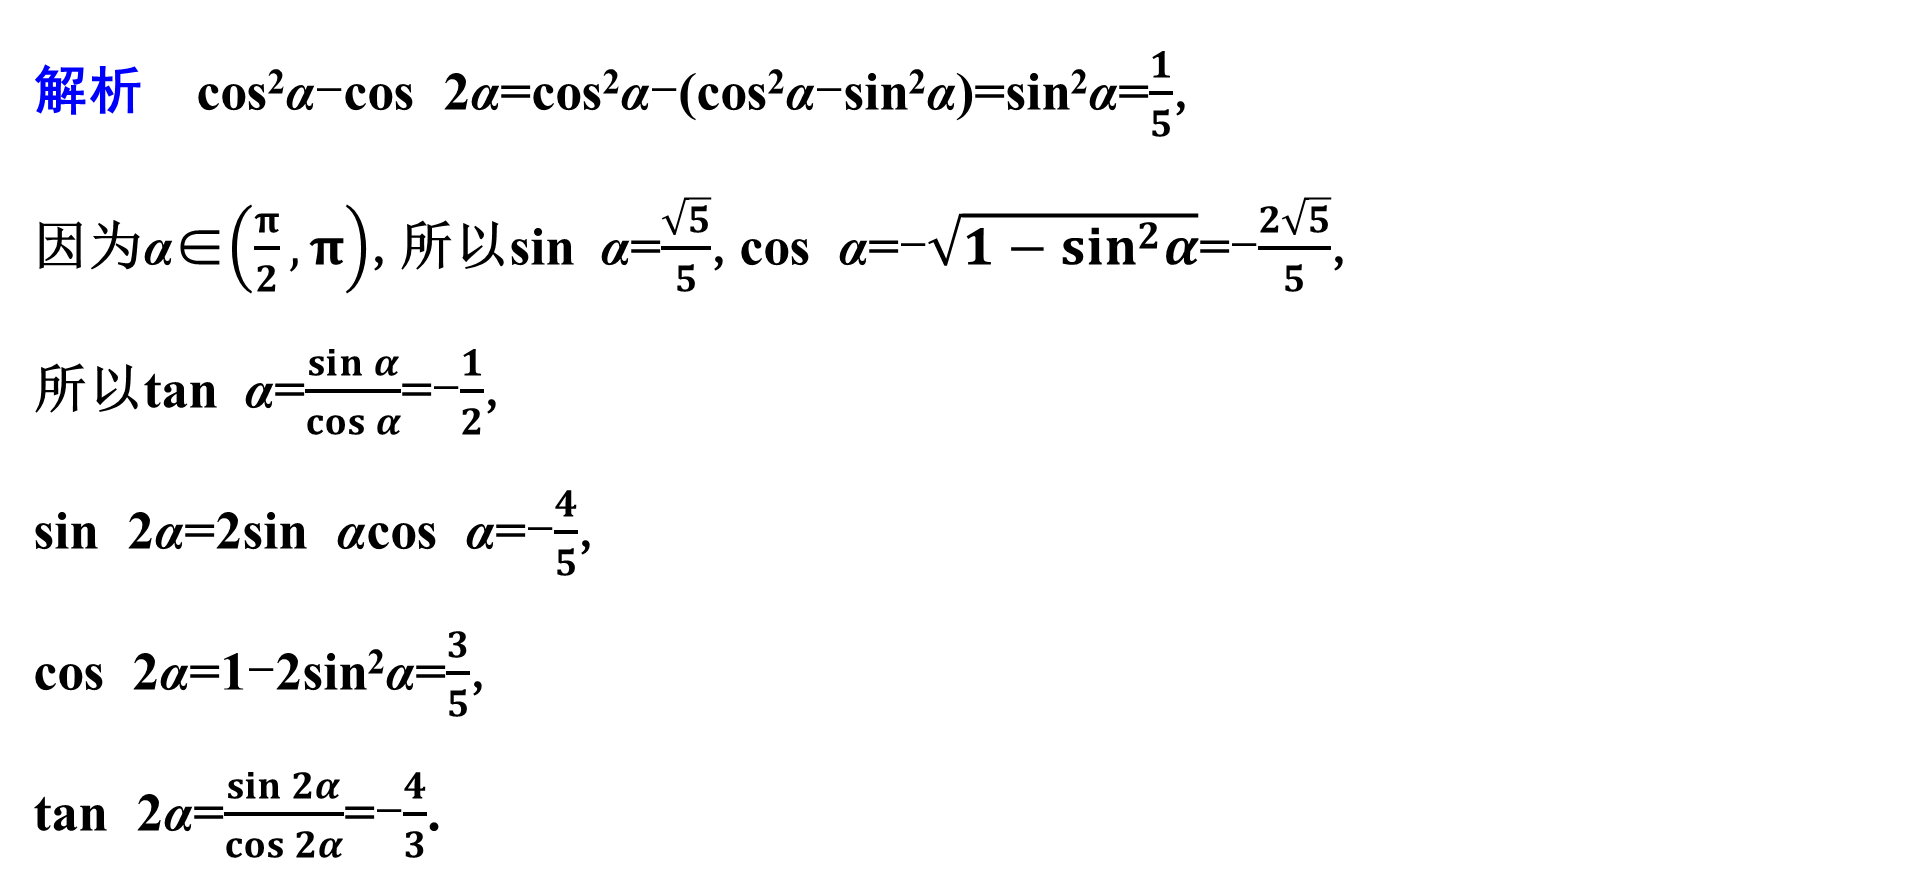 解析 cos²α−cos 2α=cos²α−(cos²α−sin²α)=sin²α=1/5,
因为α∈(π/2, π), 所以sin α=√5/5, cos α=−√(1 − sin²α)=−2√5/5,
所以tan α=sin α/cos α=−1/2,
sin 2α=2sin αcos α=−4/5,
cos 2α=1−2sin²α=3/5,
tan 2α=sin 2α/cos 2α=−4/3.